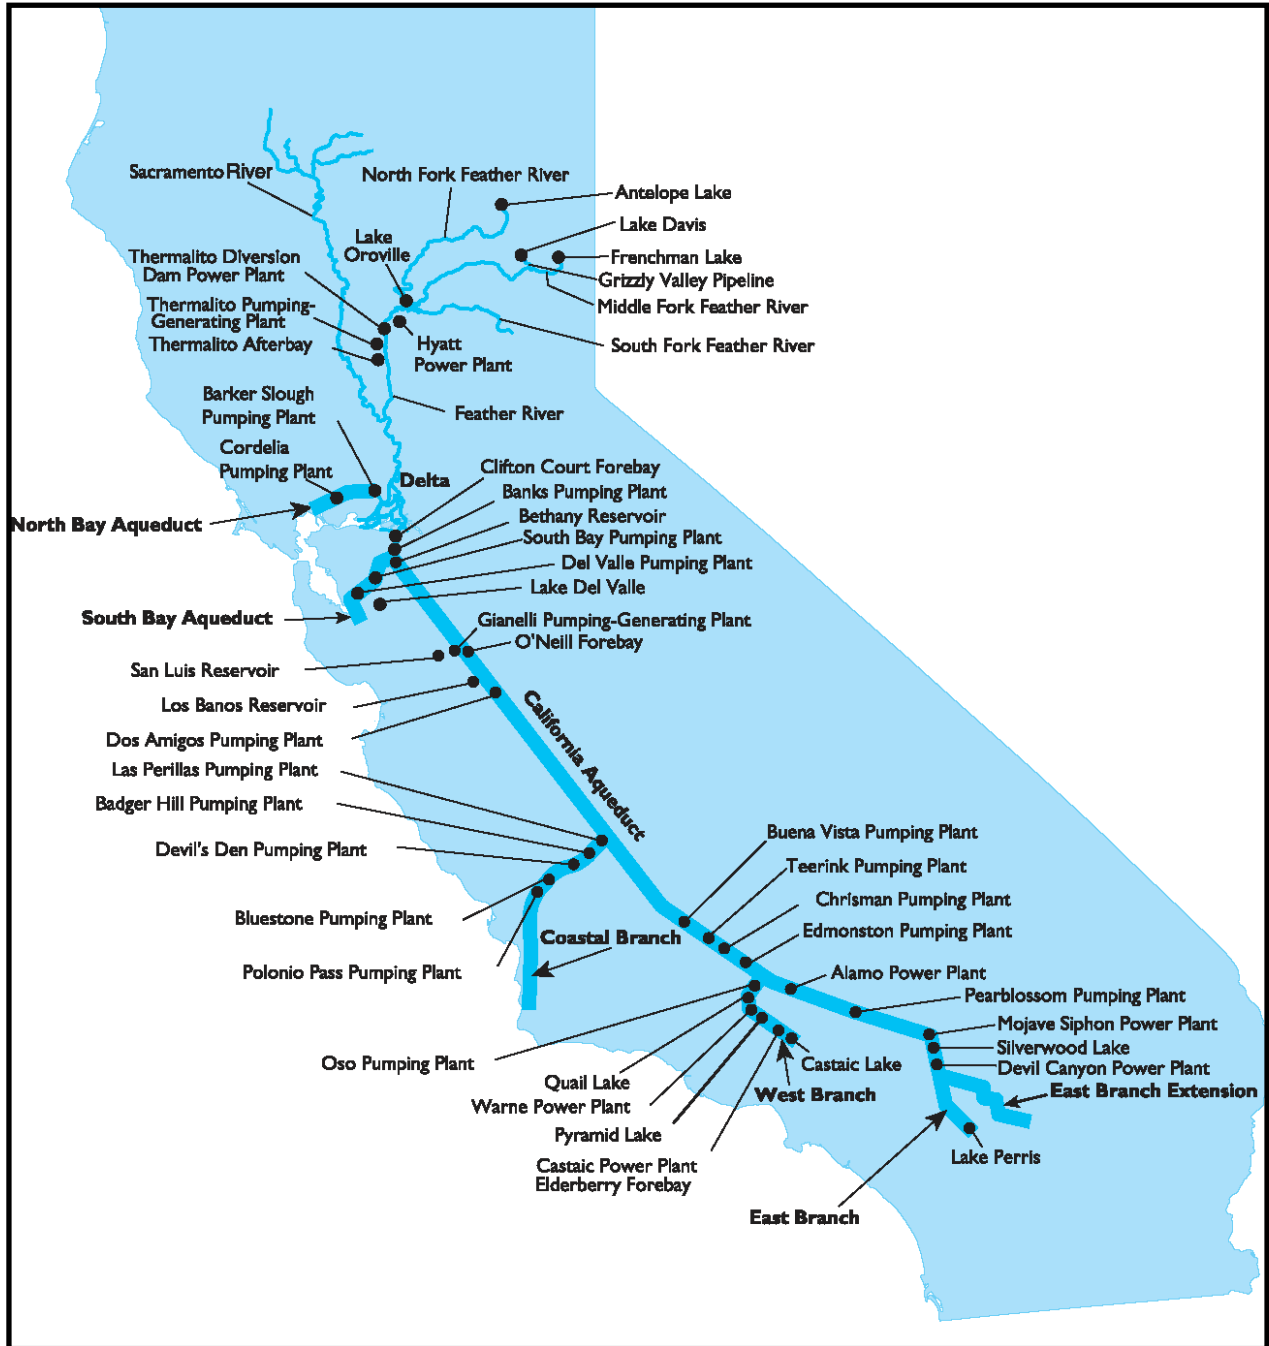 Sacramento River
North Fork Feather River
Antelope Lake
Lake Davis
Lake
Oroville
Thermalito Diversion
Dam Power Plant
Frenchman Lake
Grizzly Valley Pipeline
Middle Fork Feather River
Thermalito Pumping-
Generating Plant
Thermalito Afterbay
Hyatt
Power Plant
South Fork Feather River
Barker Slough
Pumping Plant
Feather River
Cordelia
Pumping Plant
Delta
Clifton Court Forebay
Banks Pumping Plant
North Bay Aqueduct
Bethany Reservoir
South Bay Pumping Plant
Del Valle Pumping Plant
Lake Del Valle
South Bay Aqueduct
Gianelli Pumping-Generating Plant
O'Neill Forebay
San Luis Reservoir
Los Banos Reservoir
Dos Amigos Pumping Plant
California Aqueduct
Las Perillas Pumping Plant
Badger Hill Pumping Plant
Devil's Den Pumping Plant
Bluestone Pumping Plant
Polonio Pass Pumping Plant
Coastal Branch
Buena Vista Pumping Plant
Teerink Pumping Plant
Chrisman Pumping Plant
Edmonston Pumping Plant
Alamo Power Plant
Pearblossom Pumping Plant
Mojave Siphon Power Plant
Silverwood Lake
Devil Canyon Power Plant
East Branch Extension
Oso Pumping Plant
Quail Lake
Warne Power Plant
Pyramid Lake
Castaic Power Plant
Elderberry Forebay
Castaic Lake
West Branch
Lake Perris
East Branch